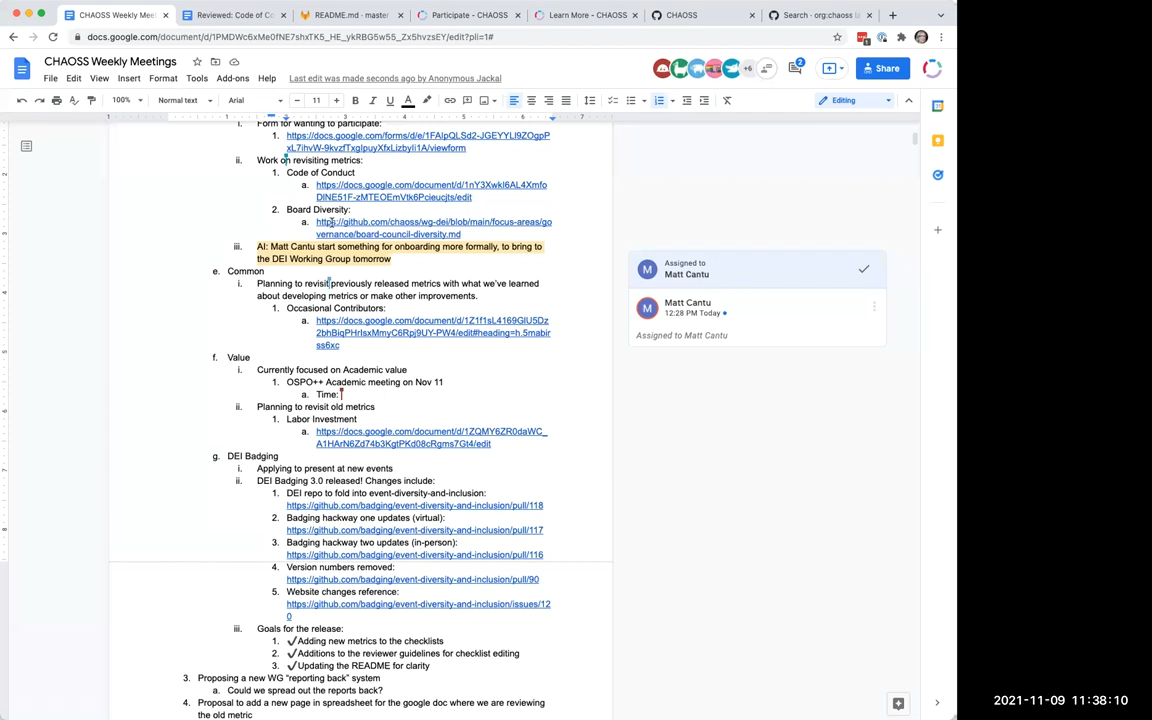 CHAOSS Weekly Meet
Reviewed: Code of C
README.md · master
Participate - CHAOSS
Learn More - CHAOSS
CHAOSS
Search · org:chaoss l
docs.google.com/document/d/1PMDWc6xMe0fNE7shxTK5_HE_ykRBG5w55_Zx5hvzsEY/edit?pli=1#
CHAOSS Weekly Meetings
+6
2
Share
File Edit View Insert Format Tools Add-ons Help Last edit was made seconds ago by Anonymous Jackal
100% Normal text Arial 11 B I U A Editing
i. Form for wanting to participate:
1. https://docs.google.com/forms/d/e/1FAIpQLSd2-JGEYYLl9ZOgpP
xL7ihvW-9kvzfTxglpuyXfxLizbyIi1A/viewform
ii. Work on revisiting metrics:
1. Code of Conduct
a. https://docs.google.com/document/d/1nY3XwkI6AL4Xmfo
DINE51F-zMTEOEmVtk6Pcieucjts/edit
2. Board Diversity:
a. https://github.com/chaoss/wg-dei/blob/main/focus-areas/go
vernance/board-council-diversity.md
iii. AI: Matt Cantu start something for onboarding more formally, to bring to
the DEI Working Group tomorrow
e. Common
i. Planning to revisit previously released metrics with what we've learned
about developing metrics or make other improvements.
1. Occasional Contributors:
a. https://docs.google.com/document/d/1Z1f1sL4169GlU5Dz
2bhBiqPHrIsxMmyC6Rpj9UY-PW4/edit#heading=h.5mabir
ss6xc
f. Value
i. Currently focused on Academic value
1. OSPO++ Academic meeting on Nov 11
a. Time:
ii. Planning to revisit old metrics
1. Labor Investment
a. https://docs.google.com/document/d/1ZQMY6ZR0daWC_
A1HArN6Zd74b3KgtPKd08cRgms7Gt4/edit
g. DEI Badging
i. Applying to present at new events
ii. DEI Badging 3.0 released! Changes include:
1. DEI repo to fold into event-diversity-and-inclusion:
https://github.com/badging/event-diversity-and-inclusion/pull/118
2. Badging hackway one updates (virtual):
https://github.com/badging/event-diversity-and-inclusion/pull/117
3. Badging hackway two updates (in-person):
https://github.com/badging/event-diversity-and-inclusion/pull/116
4. Version numbers removed:
https://github.com/badging/event-diversity-and-inclusion/pull/90
5. Website changes reference:
https://github.com/badging/event-diversity-and-inclusion/issues/12
0
iii. Goals for the release:
1. ✓Adding new metrics to the checklists
2. ✓Additions to the reviewer guidelines for checklist editing
3. ✓Updating the README for clarity
3. Proposing a new WG "reporting back" system
a. Could we spread out the reports back?
4. Proposal to add a new page in spreadsheet for the google doc where we are reviewing
the old metric
M Assigned to
Matt Cantu
M Matt Cantu
12:28 PM Today
Assigned to Matt Cantu
2021-11-09 11:38:10